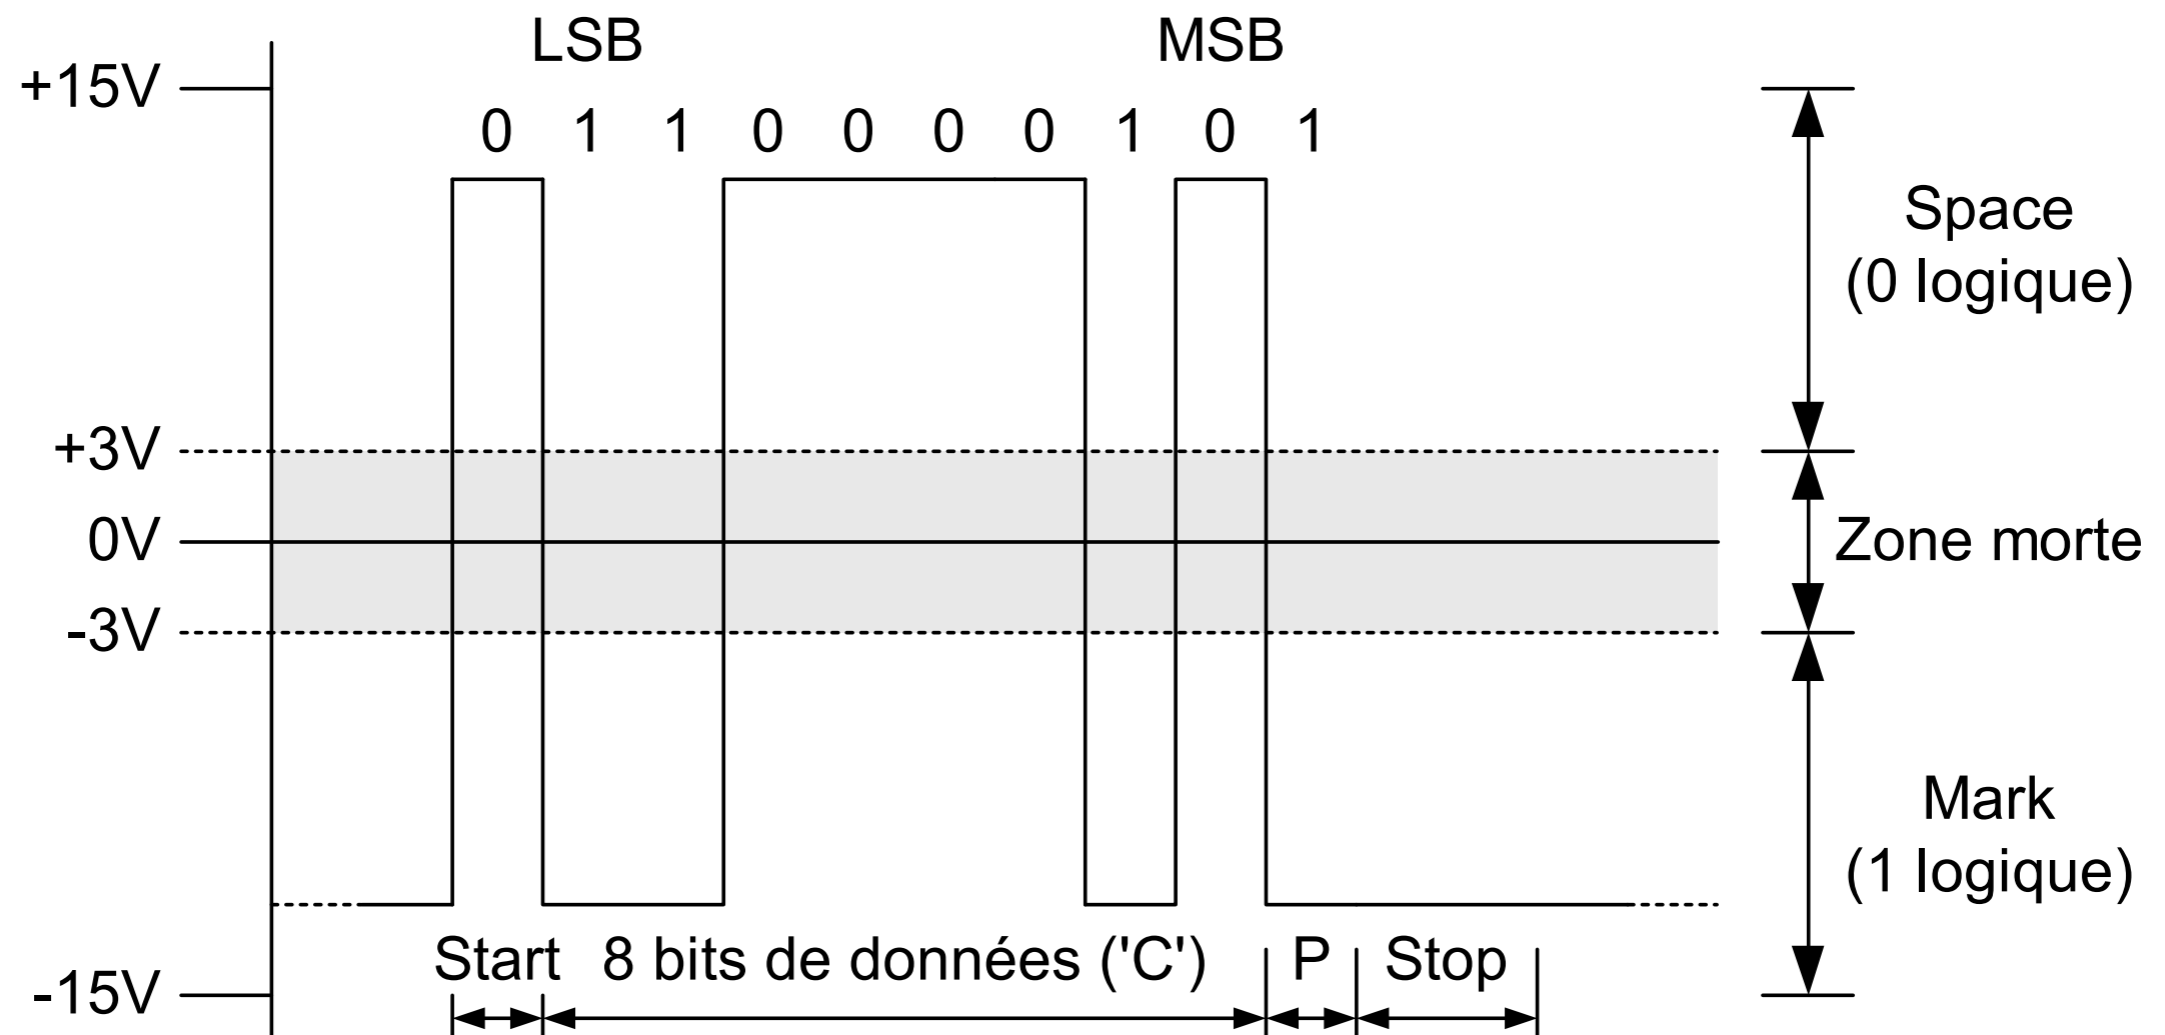 LSB MSB
+15V
0 1 1 0 0 0 0 1 0 1
Space
(0 logique)
+3V
0V
Zone morte
-3V
Mark
(1 logique)
Start 8 bits de données ('C') P Stop
-15V